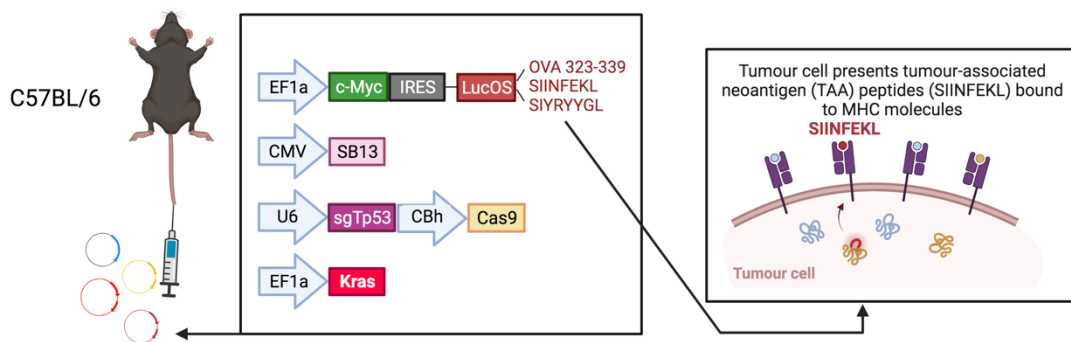 C57BL/6
EF1a c-Myc IRES LucOS
OVA 323-339
SIINFEKL
SIYRYYGL
CMV SB13
U6 sgTp53 CBh Cas9
EF1a Kras
Tumour cell presents tumour-associated
neoantigen (TAA) peptides (SIINFEKL) bound
to MHC molecules
SIINFEKL
Tumour cell